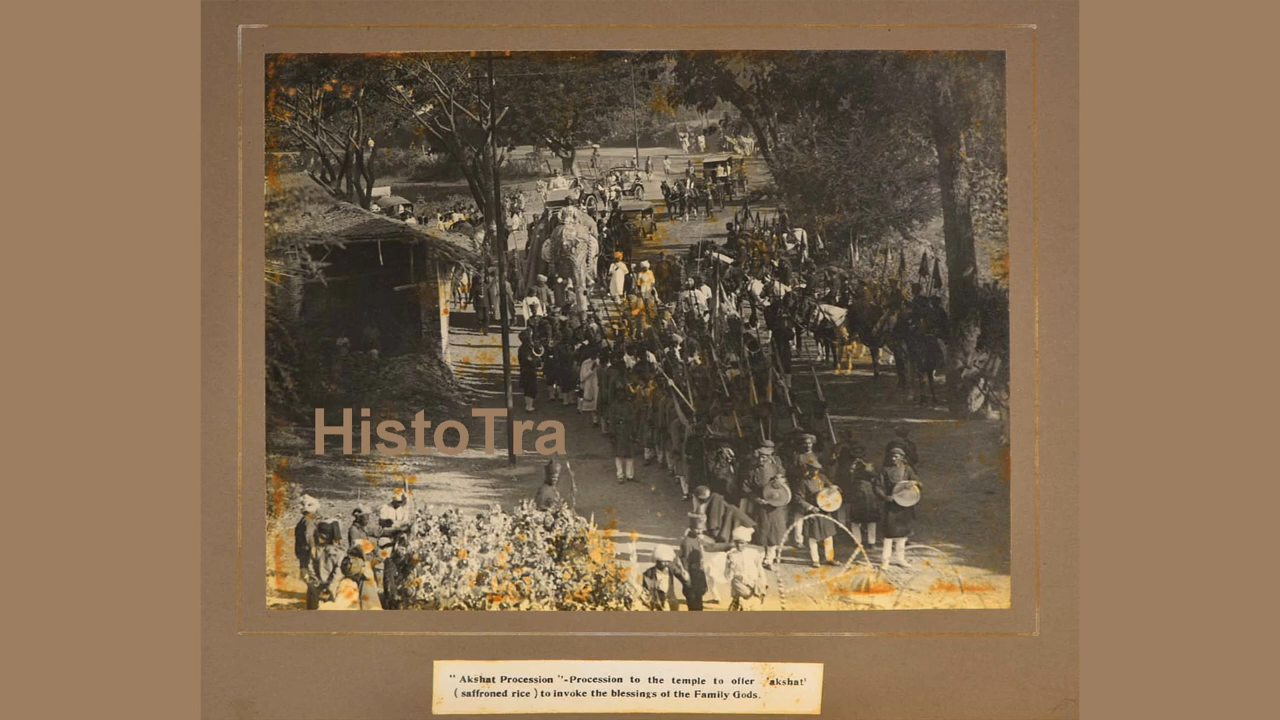 HistoTra
" Akshat Procession "-Procession to the temple to offer 'akshat'
( saffroned rice ) to invoke the blessings of the Family Gods.